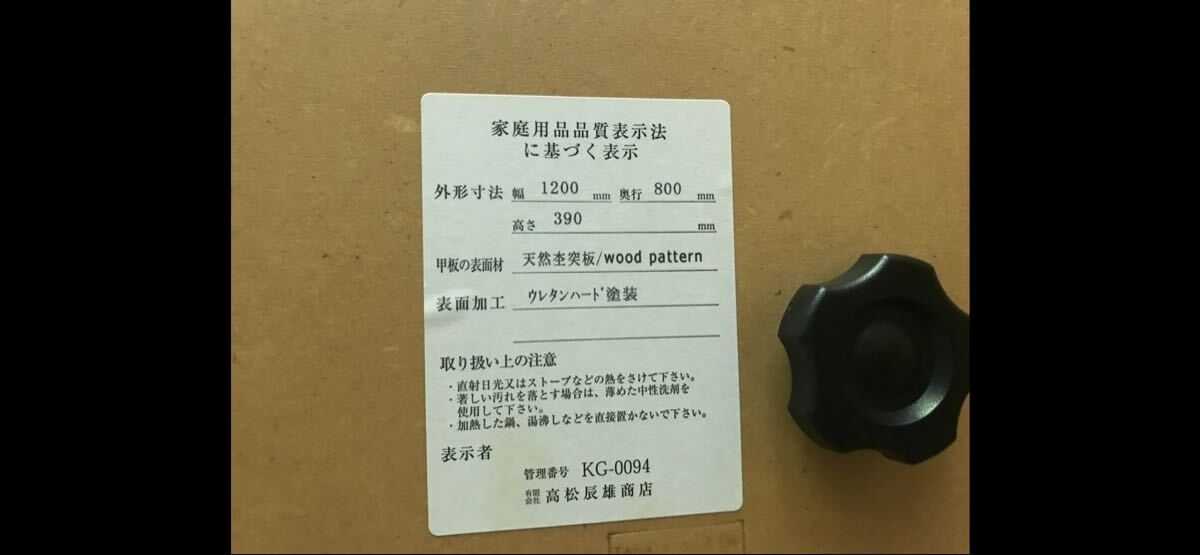 家庭用品品質表示法
に基づく表示
外形寸法 幅 1200 mm 奥行 800 mm
高さ 390 mm
甲板の表面材 天然杢突板/wood pattern
表面加工 ウレタンハード塗装
取り扱い上の注意
・直射日光又はストーブなどの熱をさけて下さい。
・著しい汚れを落とす場合は、薄めた中性洗剤を
使用して下さい。
・加熱した鍋、湯沸しなどを直接置かないで下さい。
表示者
管理番号 KG-0094
有限会社 高松辰雄商店